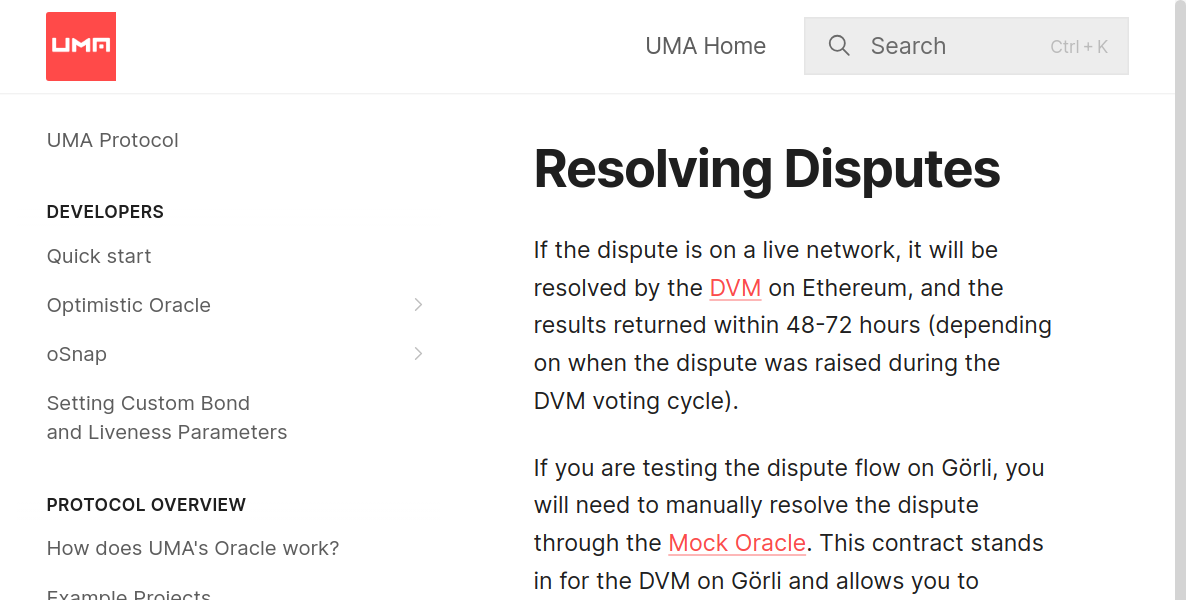 UMA
UMA Home
Search
Ctrl + K
UMA Protocol
DEVELOPERS
Quick start
Optimistic Oracle
oSnap
Setting Custom Bond
and Liveness Parameters
PROTOCOL OVERVIEW
How does UMA's Oracle work?
Example Projects
Resolving Disputes
If the dispute is on a live network, it will be
resolved by the DVM on Ethereum, and the
results returned within 48-72 hours (depending
on when the dispute was raised during the
DVM voting cycle).
If you are testing the dispute flow on Görli, you
will need to manually resolve the dispute
through the Mock Oracle. This contract stands
in for the DVM on Görli and allows you to